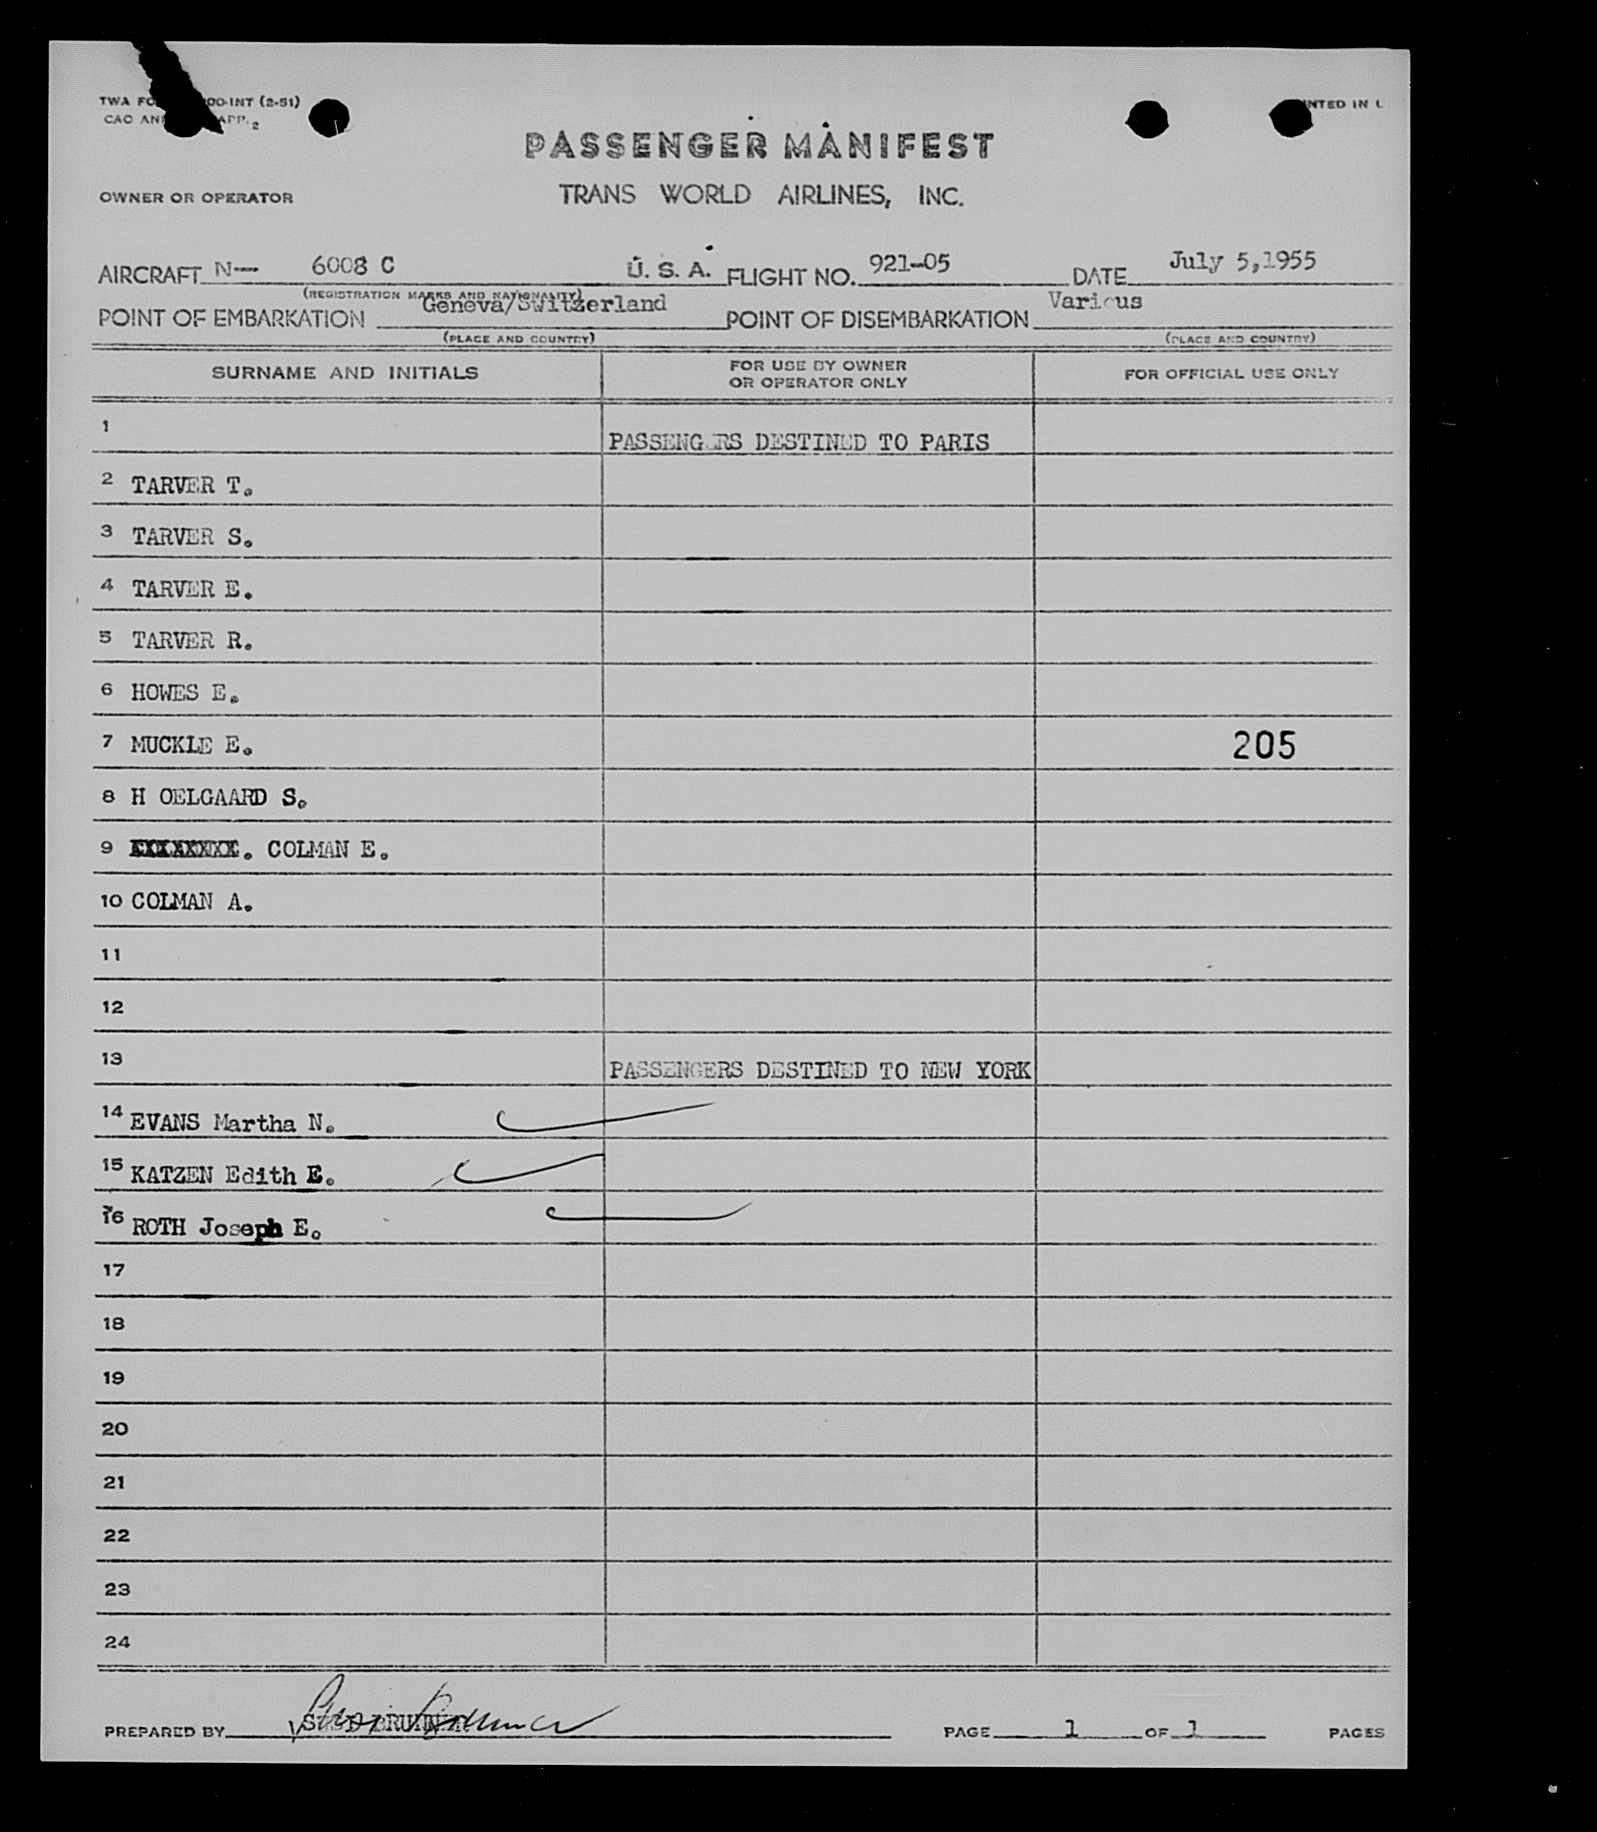 TWA FO 00-INT (2-51)
CAO AN APP. 2
NTED IN U
PASSENGER MANIFEST
OWNER OR OPERATOR
TRANS WORLD AIRLINES, INC.
AIRCRAFT N-- 6008 C U. S. A. FLIGHT NO. 921-05 DATE July 5,1955
(REGISTRATION MARKS AND NATIONALITY)
POINT OF EMBARKATION Geneva/Switzerland POINT OF DISEMBARKATION Various
(PLACE AND COUNTRY) (PLACE AND COUNTRY)
SURNAME AND INITIALS FOR USE BY OWNER OR OPERATOR ONLY FOR OFFICIAL USE ONLY
1 PASSENGERS DESTINED TO PARIS
2 TARVER T.
3 TARVER S.
4 TARVER E.
5 TARVER R.
6 HOWES E.
7 MUCKLE E. 205
8 H OELGAARD S.
9 XXXXXXXX. COLMAN E.
10 COLMAN A.
11
12
13 PASSENGERS DESTINED TO NEW YORK
14 EVANS Martha N.
15 KATZEN Edith E.
16 ROTH Joseph E.
17
18
19
20
21
22
23
24
PREPARED BY PAGE 1 OF 1 PAGES